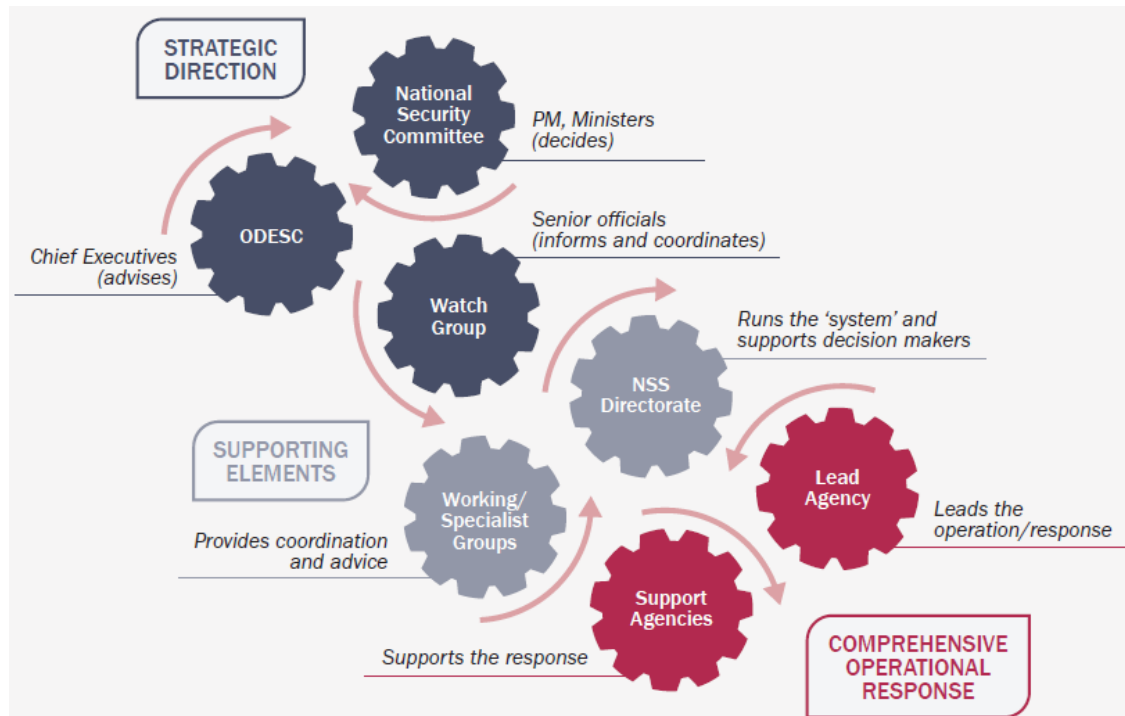 STRATEGIC
DIRECTION
National
Security
Committee
PM, Ministers
(decides)
ODESC
Chief Executives
(advises)
Senior officials
(informs and coordinates)
Watch
Group
Runs the ‘system’ and
supports decision makers
NSS
Directorate
SUPPORTING
ELEMENTS
Lead
Agency
Working/
Specialist
Groups
Leads the
operation/response
Provides coordination
and advice
Support
Agencies
Supports the response
COMPREHENSIVE
OPERATIONAL
RESPONSE